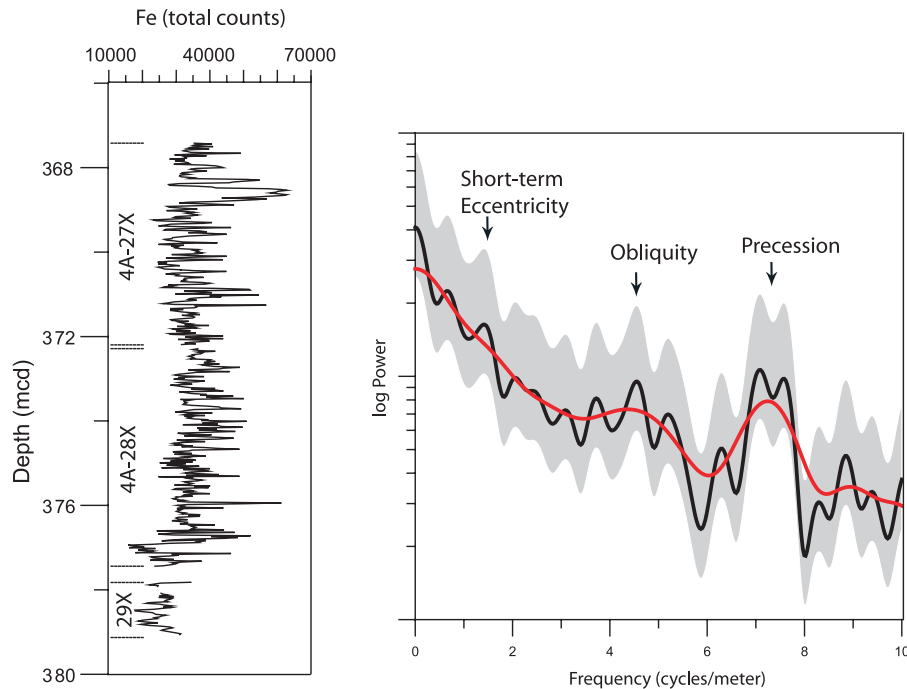 Fe (total counts)
10000 40000 70000
Depth (mcd)
368
372
376
380
4A-27X
4A-28X
29X
Short-term
Eccentricity
Obliquity
Precession
log Power
0 2 4 6 8 10
Frequency (cycles/meter)